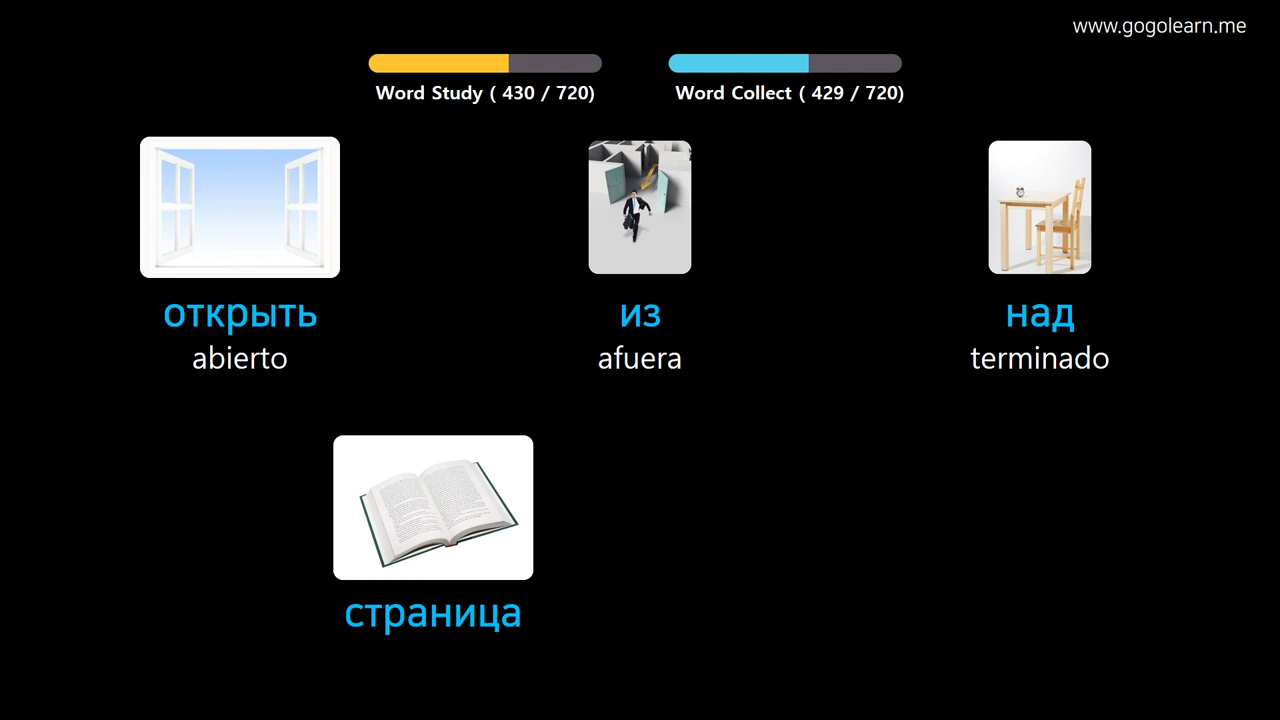 www.gogolearn.me
Word Study ( 430 / 720)
Word Collect ( 429 / 720)
открыть
abierto
из
afuera
над
terminado
страница